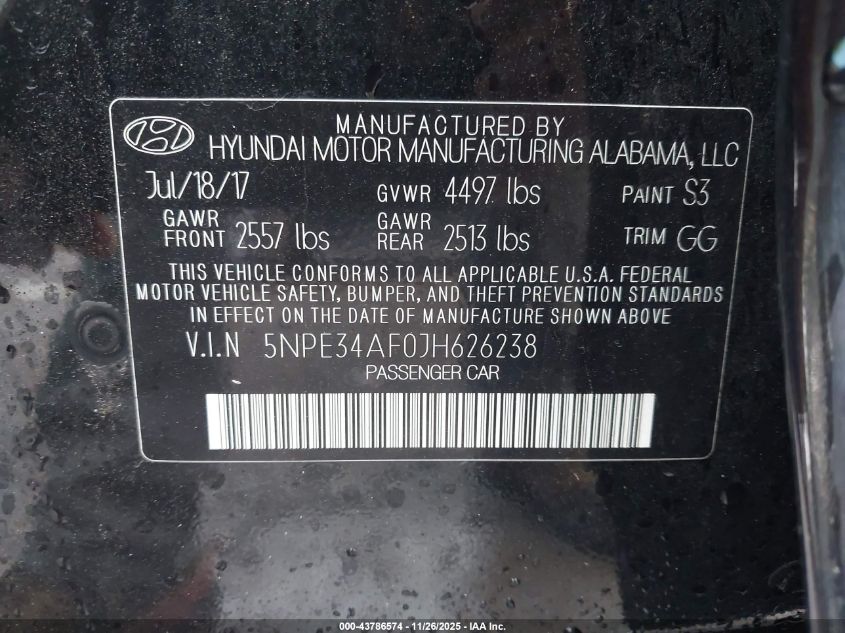 MANUFACTURED BY
HYUNDAI MOTOR MANUFACTURING ALABAMA, LLC
Jul/18/17 GVWR 4497 lbs PAINT S3
GAWR FRONT 2557 lbs GAWR REAR 2513 lbs TRIM GG
THIS VEHICLE CONFORMS TO ALL APPLICABLE U.S.A. FEDERAL
MOTOR VEHICLE SAFETY, BUMPER, AND THEFT PREVENTION STANDARDS
IN EFFECT ON THE DATE OF MANUFACTURE SHOWN ABOVE.
V.I.N 5NPE34AF0JH626238
PASSENGER CAR
000-43786574 - 11/26/2025 - IAA Inc.